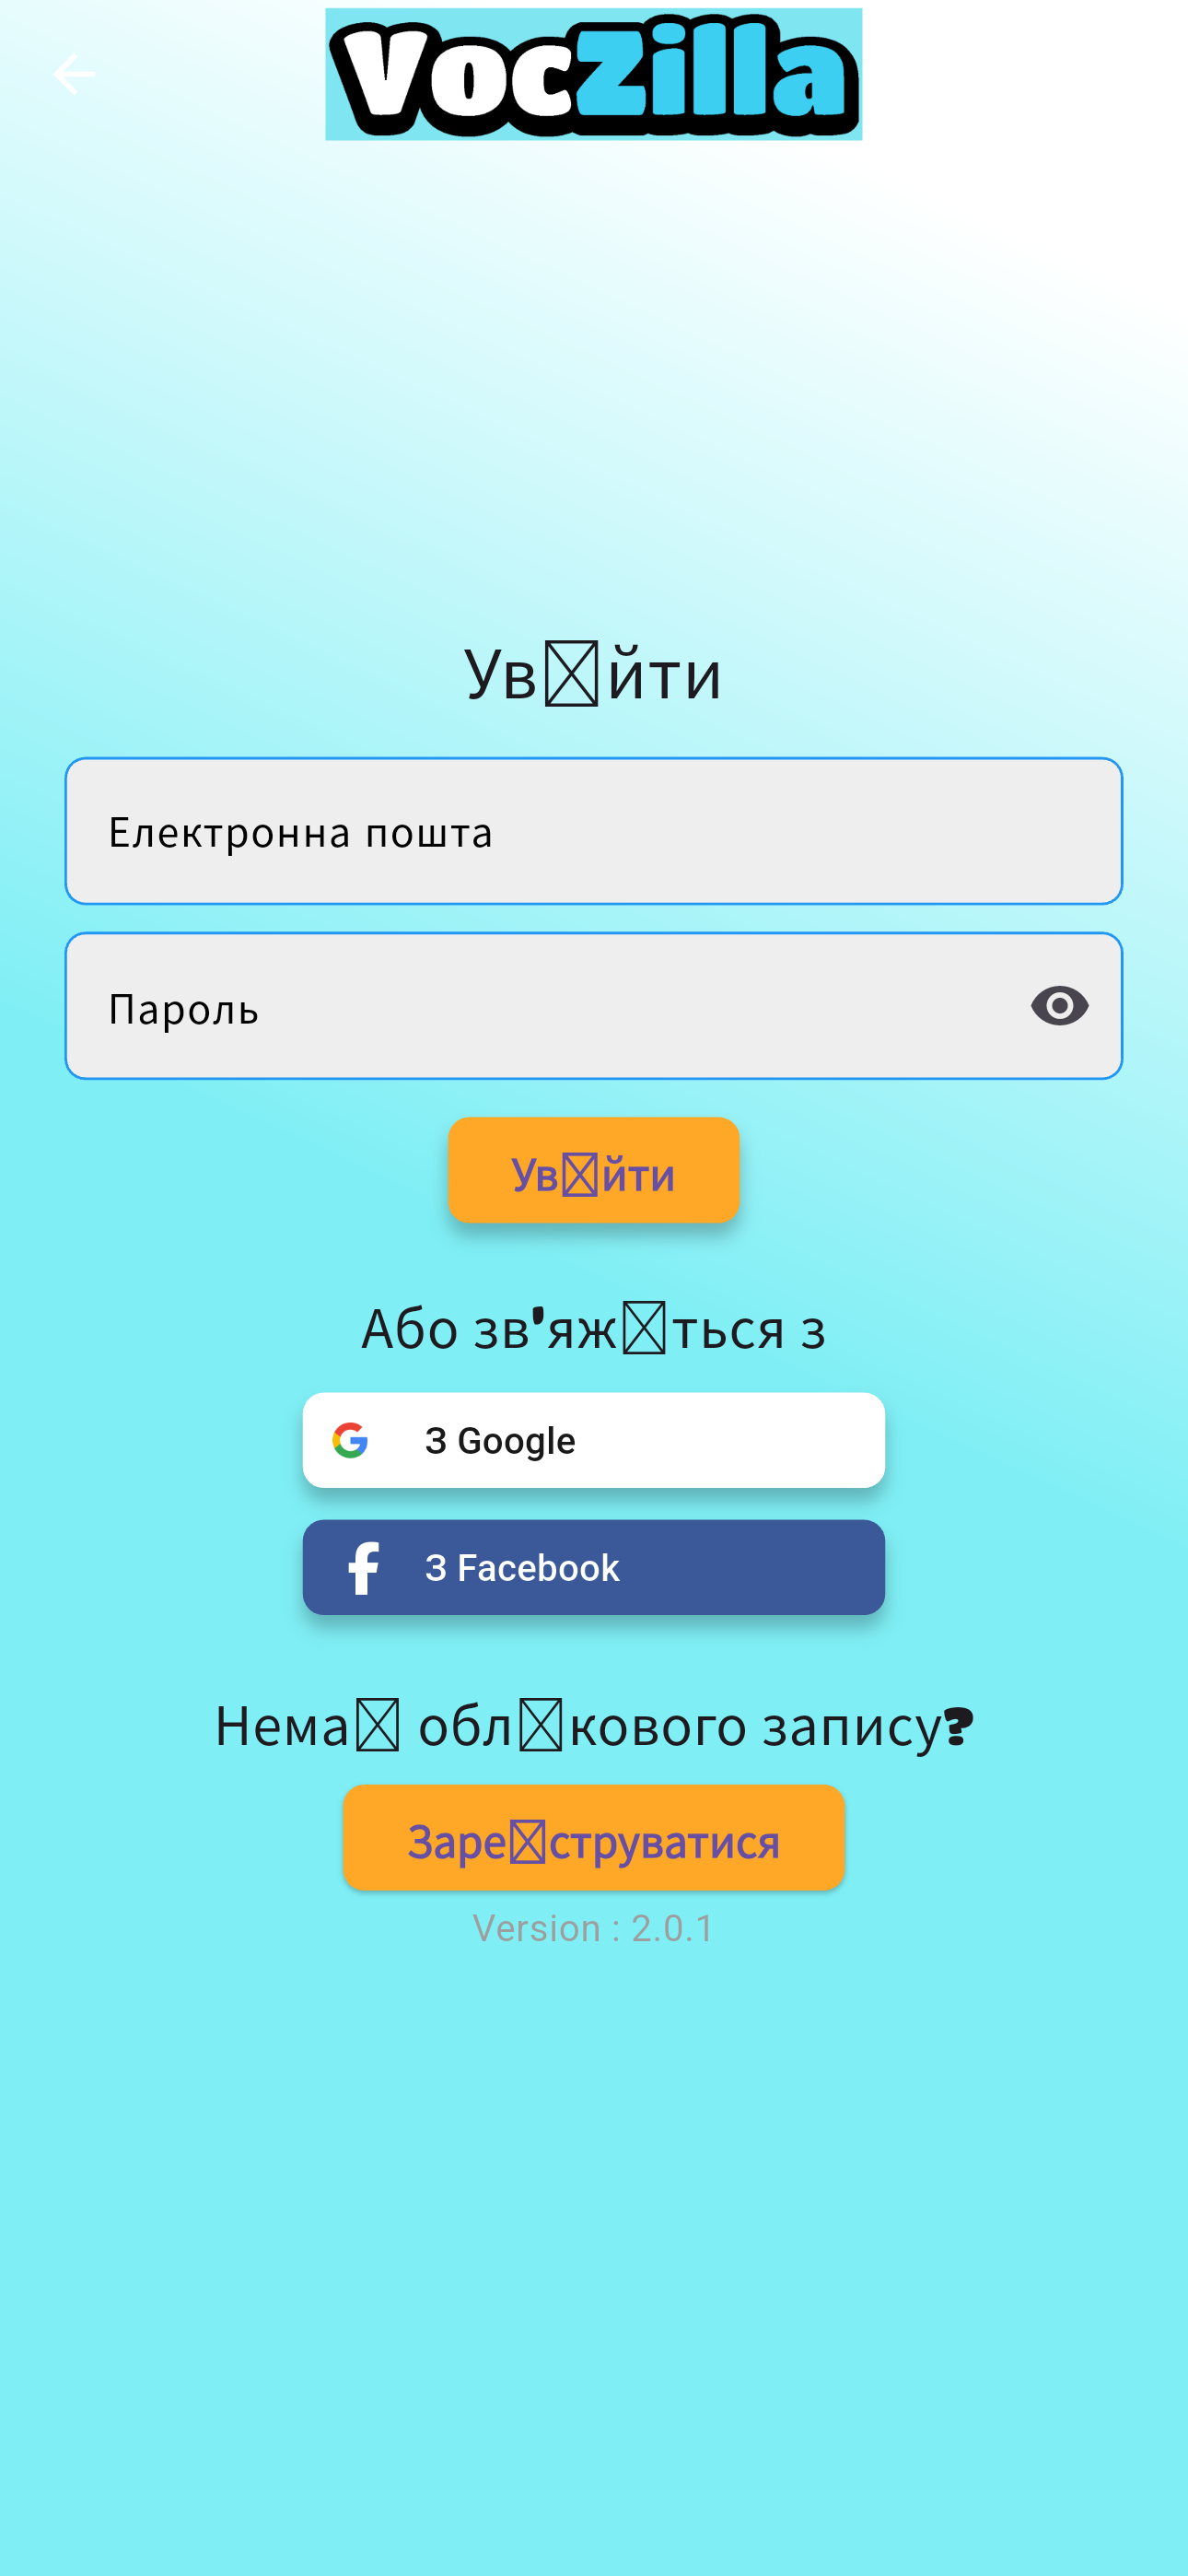 VocZilla
Ув☒йти
Електронна пошта
Пароль
Ув☒йти
Або зв'яж☒ться з
З Google
З Facebook
Нема☒ обл☒кового запису?
Заре☒струватися
Version : 2.0.1